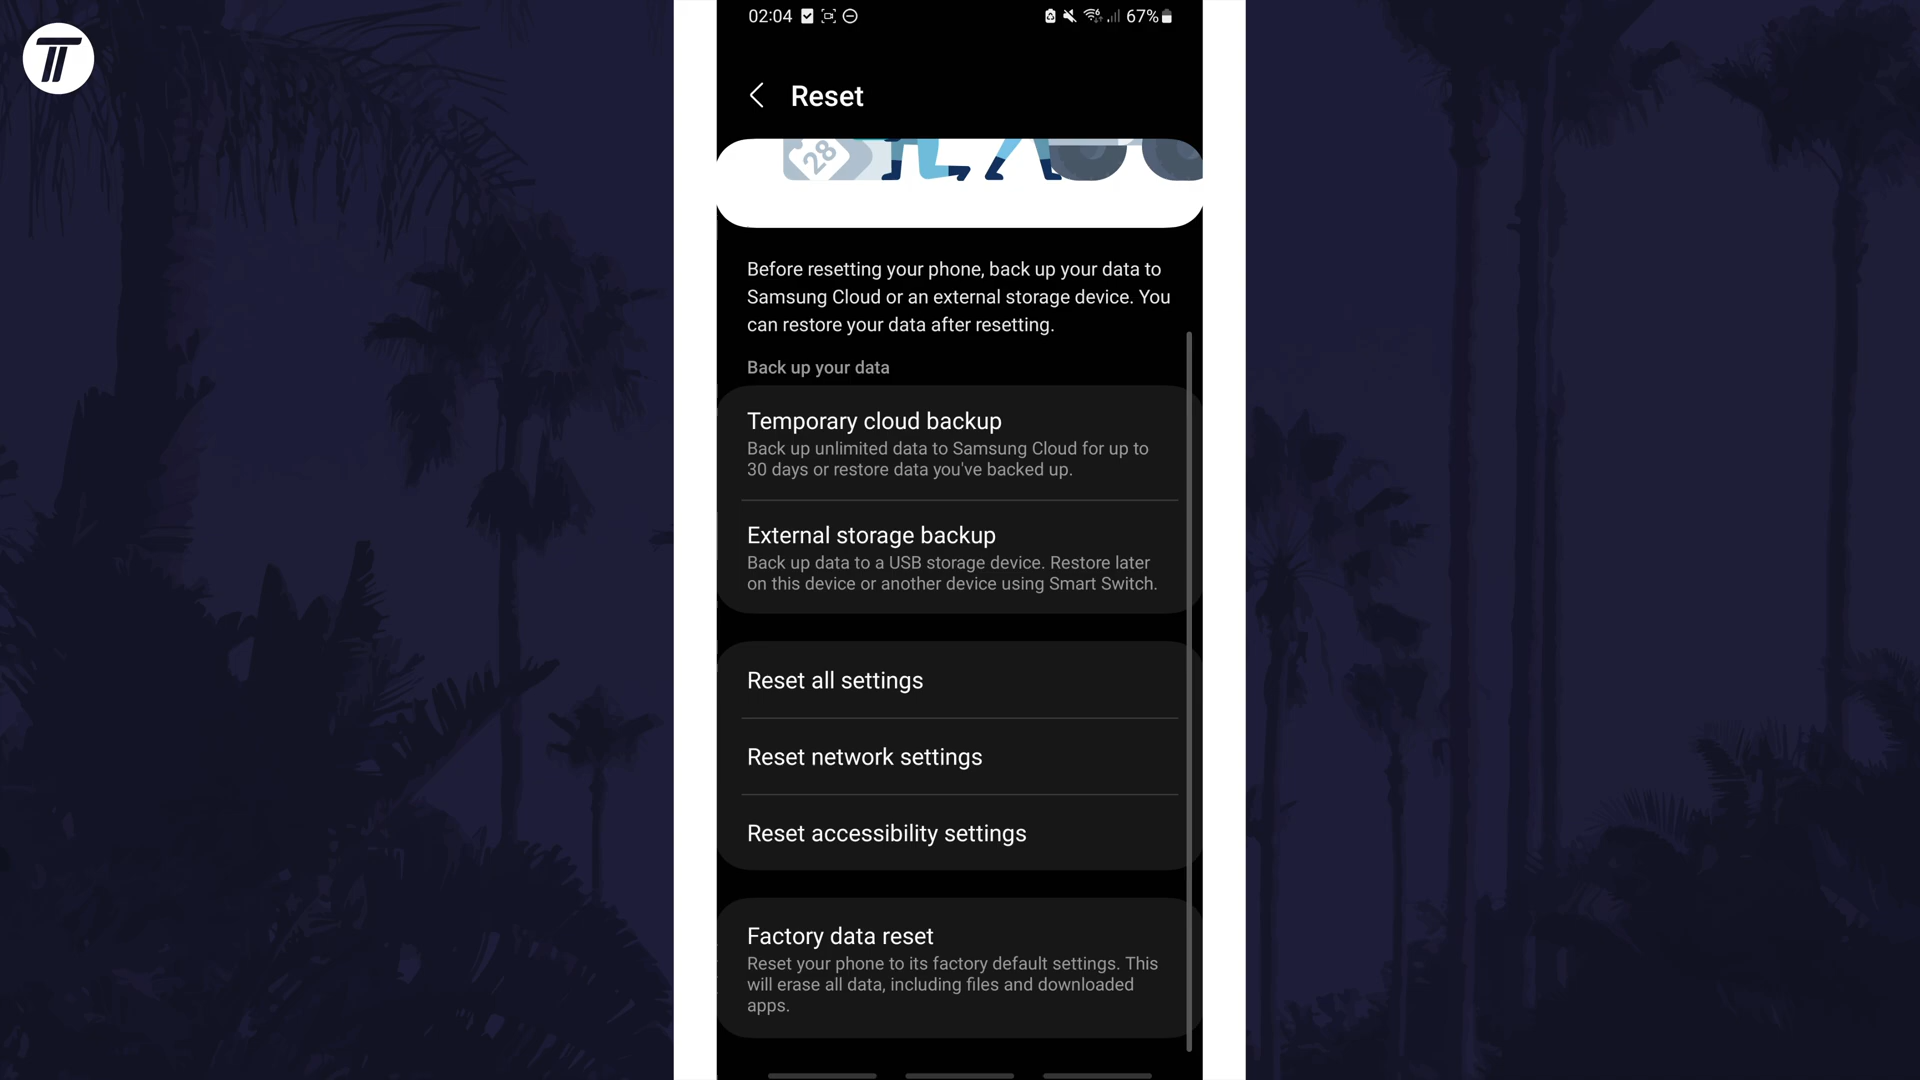 02:04
67%
Reset
28
Before resetting your phone, back up your data to
Samsung Cloud or an external storage device. You
can restore your data after resetting.
Back up your data
Temporary cloud backup
Back up unlimited data to Samsung Cloud for up to
30 days or restore data you've backed up.
External storage backup
Back up data to a USB storage device. Restore later
on this device or another device using Smart Switch.
Reset all settings
Reset network settings
Reset accessibility settings
Factory data reset
Reset your phone to its factory default settings. This
will erase all data, including files and downloaded
apps.